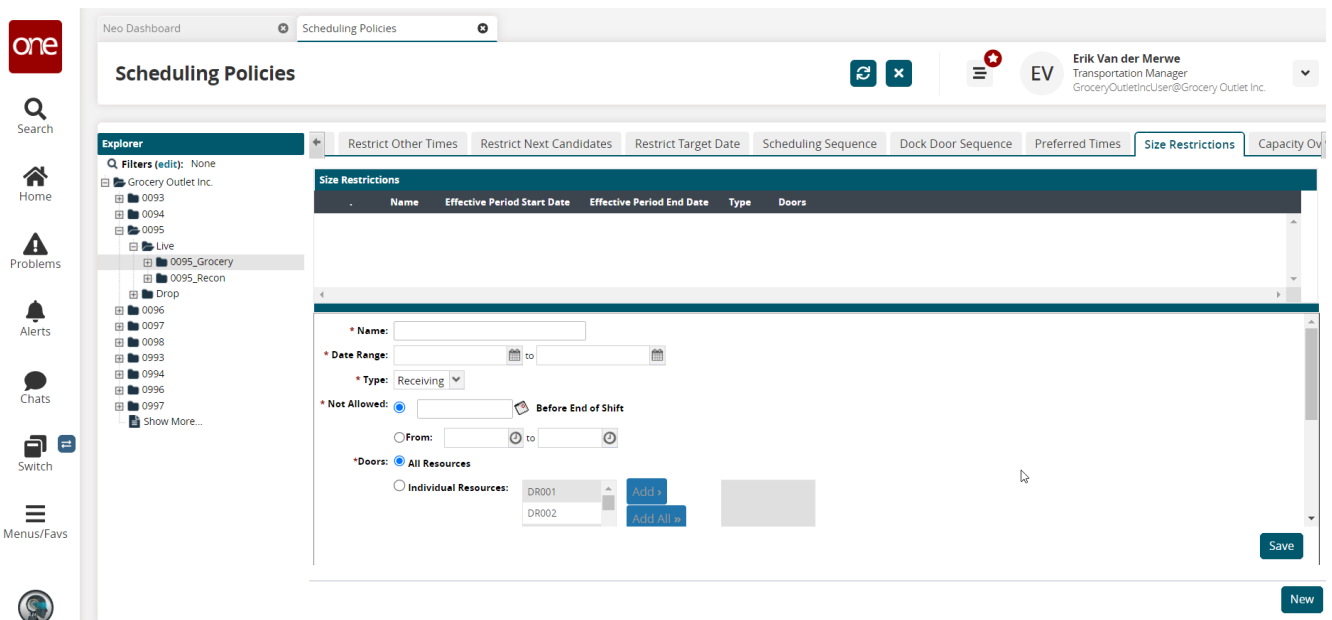 one
Search
Home
Problems
Alerts
Chats
Switch
Menus/Favs
Neo Dashboard
Scheduling Policies
Scheduling Policies
EV
Erik Van der Merwe
Transportation Manager
GroceryOutletIncUser@Grocery Outlet Inc.
Explorer
Filters (edit): None
Grocery Outlet Inc.
0093
0094
0095
Live
0095_Grocery
0095_Recon
Drop
0096
0097
0098
0993
0994
0996
0997
Show More...
Restrict Other Times
Restrict Next Candidates
Restrict Target Date
Scheduling Sequence
Dock Door Sequence
Preferred Times
Size Restrictions
Capacity Ov
Size Restrictions
. Name Effective Period Start Date Effective Period End Date Type Doors
* Name:
* Date Range: to
* Type: Receiving
* Not Allowed: Before End of Shift
From: to
*Doors: All Resources
Individual Resources:
DR001
DR002
Add ›
Add All »
Save
New